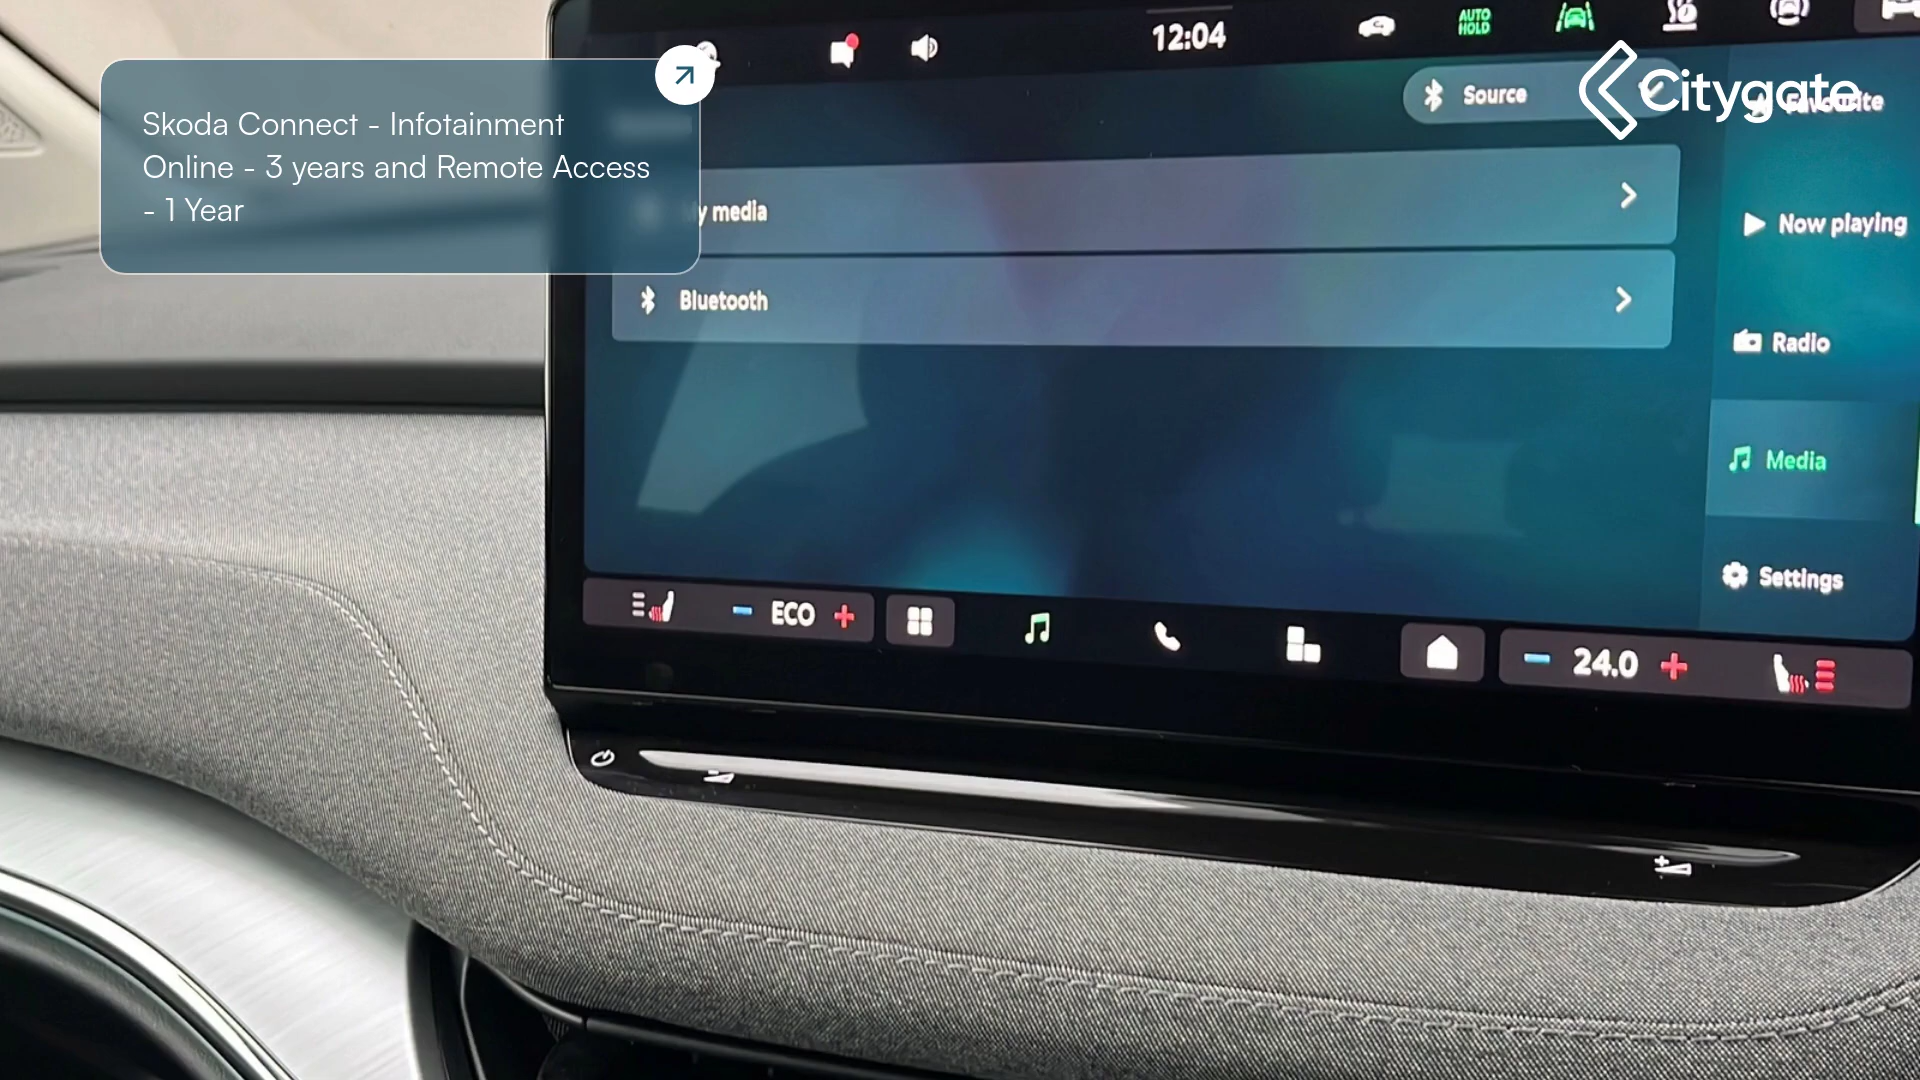 12:04
AUTO
HOLD
Skoda Connect - Infotainment
Online - 3 years and Remote Access
- 1 Year
Source
Citygate
Favourite
y media
Now playing
Bluetooth
Radio
Media
Settings
ECO
24.0